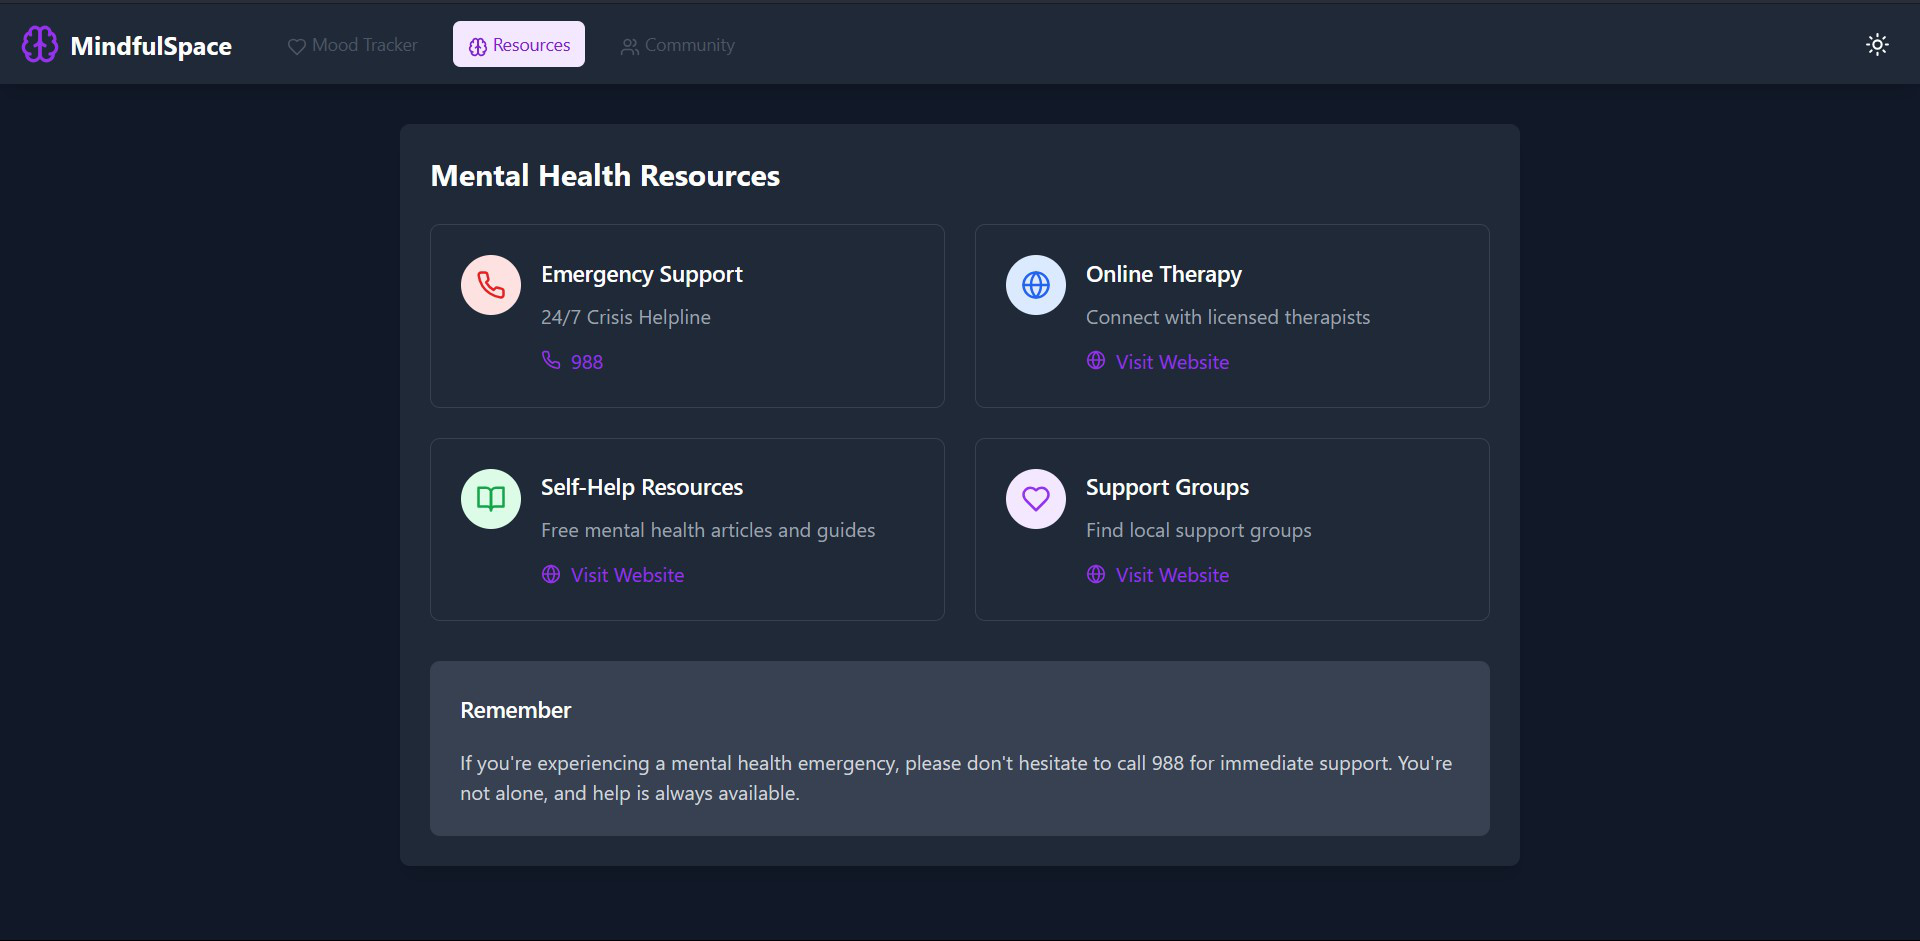 MindfulSpace
Mood Tracker
Resources
Community
Mental Health Resources
Emergency Support
24/7 Crisis Helpline
988
Online Therapy
Connect with licensed therapists
Visit Website
Self-Help Resources
Free mental health articles and guides
Visit Website
Support Groups
Find local support groups
Visit Website
Remember
If you're experiencing a mental health emergency, please don't hesitate to call 988 for immediate support. You're
not alone, and help is always available.